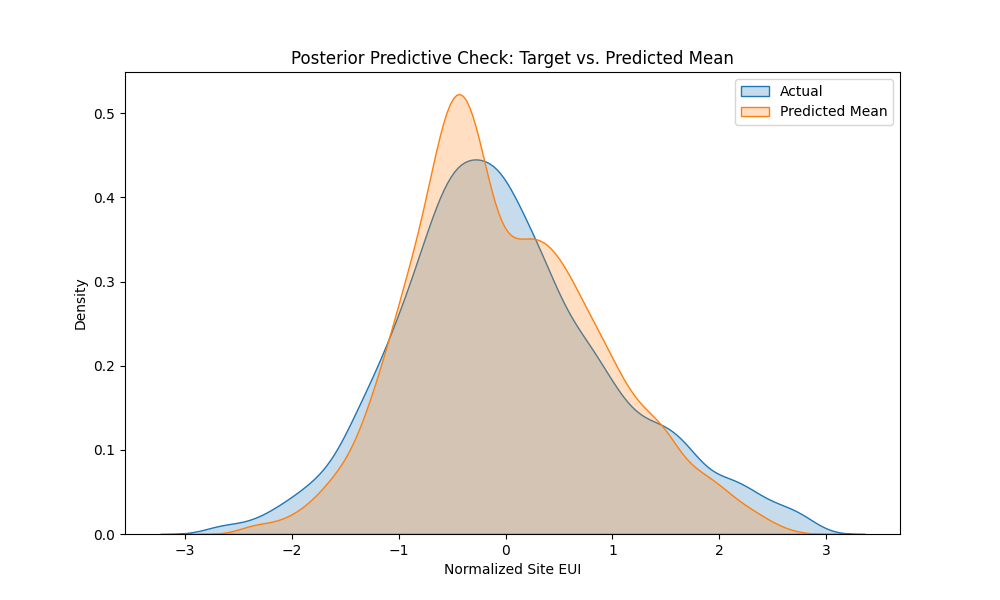 Posterior Predictive Check: Target vs. Predicted Mean
Actual
Predicted Mean
0.5
0.4
0.3
0.2
0.1
0.0
Density
−3
−2
−1
0
1
2
3
Normalized Site EUI